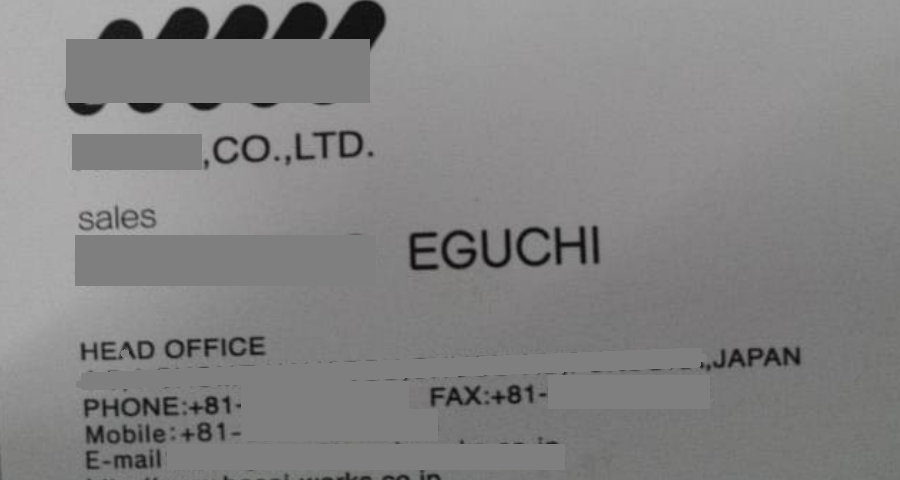 ,CO.,LTD.
sales
EGUCHI
HEAD OFFICE
,JAPAN
PHONE:+81- FAX:+81-
Mobile:+81-
E-mail